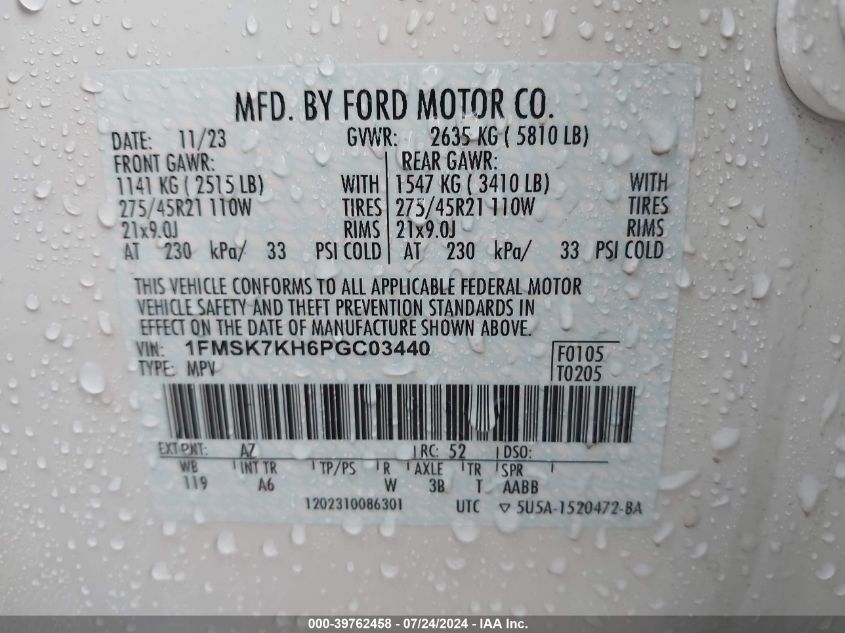 MFD. BY FORD MOTOR CO.
DATE: 11/23 GVWR: 2635 KG ( 5810 LB)
FRONT GAWR: REAR GAWR:
1141 KG ( 2515 LB) WITH 1547 KG ( 3410 LB) WITH
275/45R21 110W TIRES 275/45R21 110W TIRES
21x9.0J RIMS 21x9.0J RIMS
AT 230 kPa/ 33 PSI COLD AT 230 kPa/ 33 PSI COLD
THIS VEHICLE CONFORMS TO ALL APPLICABLE FEDERAL MOTOR
VEHICLE SAFETY AND THEFT PREVENTION STANDARDS IN
EFFECT ON THE DATE OF MANUFACTURE SHOWN ABOVE.
VIN: 1FMSK7KH6PGC03440 F0105
TYPE: MPV T0205
EXT PNT: AZ RC: 52 DSO:
WB INT TR TP/PS R AXLE TR SPR
119 A6 W 3B T AABB
1202310086301 UTC ▽ 5U5A-1520472-BA
000-39762458 - 07/24/2024 - IAAI Inc.